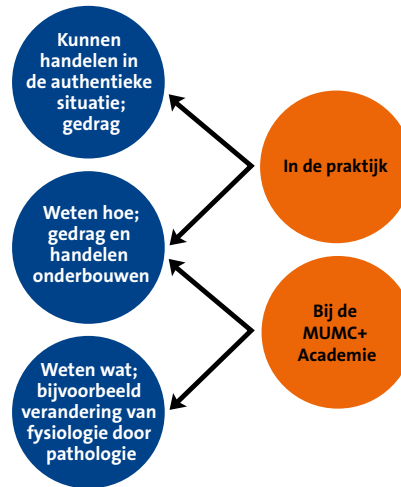 Kunnen
handelen in
de authentieke
situatie;
gedrag
In de praktijk
Weten hoe;
gedrag en
handelen
onderbouwen
Bij de
MUMC+
Academie
Weten wat;
bijvoorbeeld
verandering van
fysiologie door
pathologie